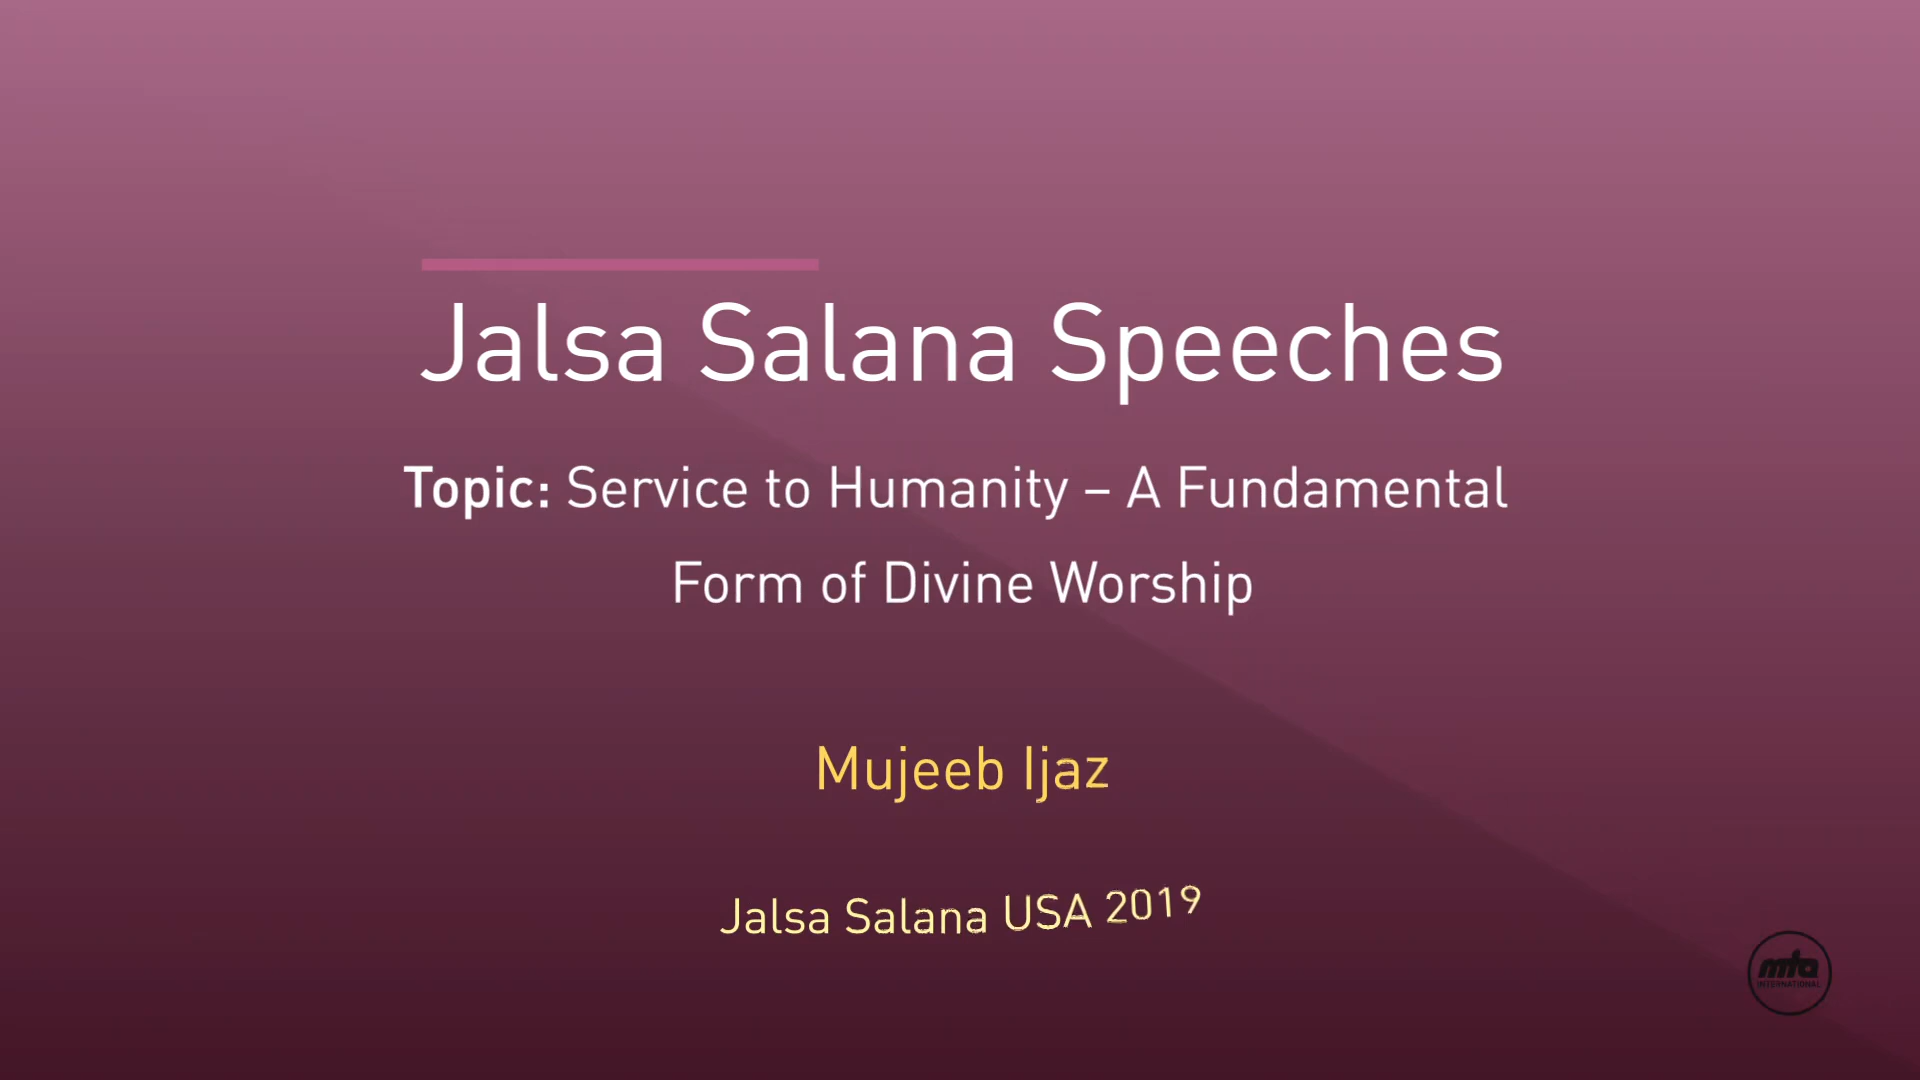 Jalsa Salana Speeches
Topic: Service to Humanity – A Fundamental
Form of Divine Worship
Mujeeb Ijaz
Jalsa Salana USA 2019
mta
INTERNATIONAL